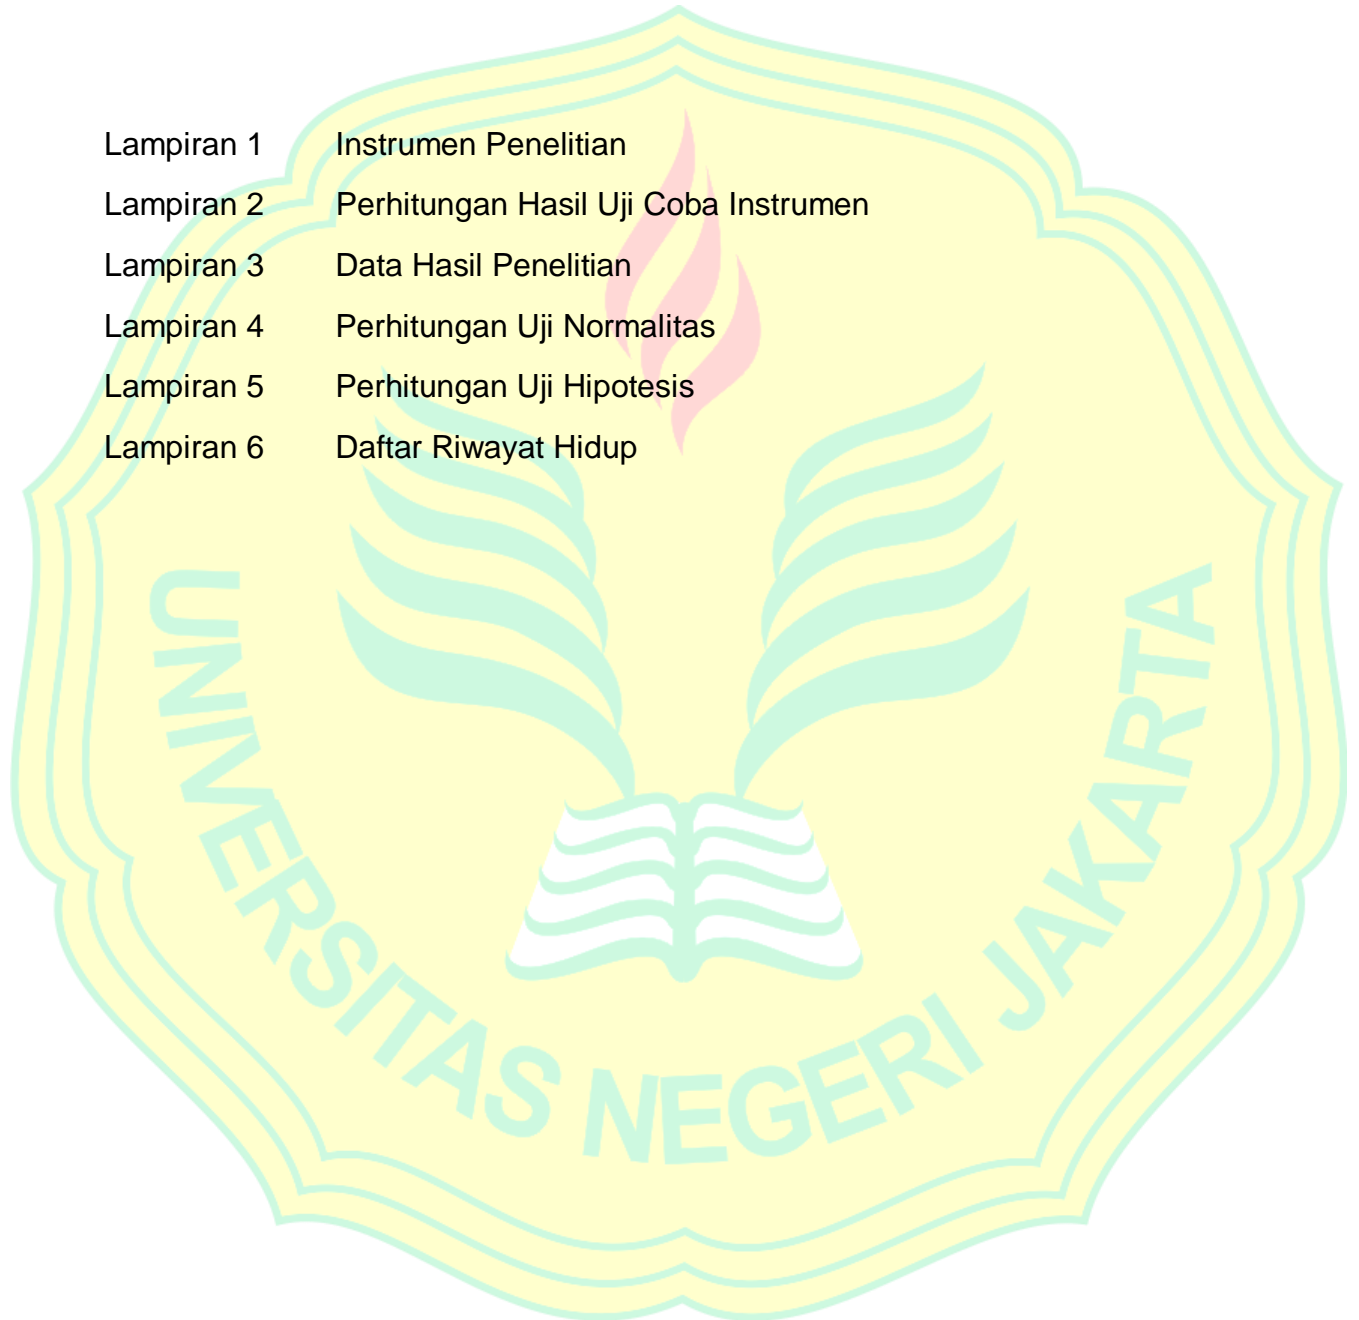 Lampiran 1 Instrumen Penelitian
Lampiran 2 Perhitungan Hasil Uji Coba Instrumen
Lampiran 3 Data Hasil Penelitian
Lampiran 4 Perhitungan Uji Normalitas
Lampiran 5 Perhitungan Uji Hipotesis
Lampiran 6 Daftar Riwayat Hidup
UNIVERSITAS NEGERI JAKARTA